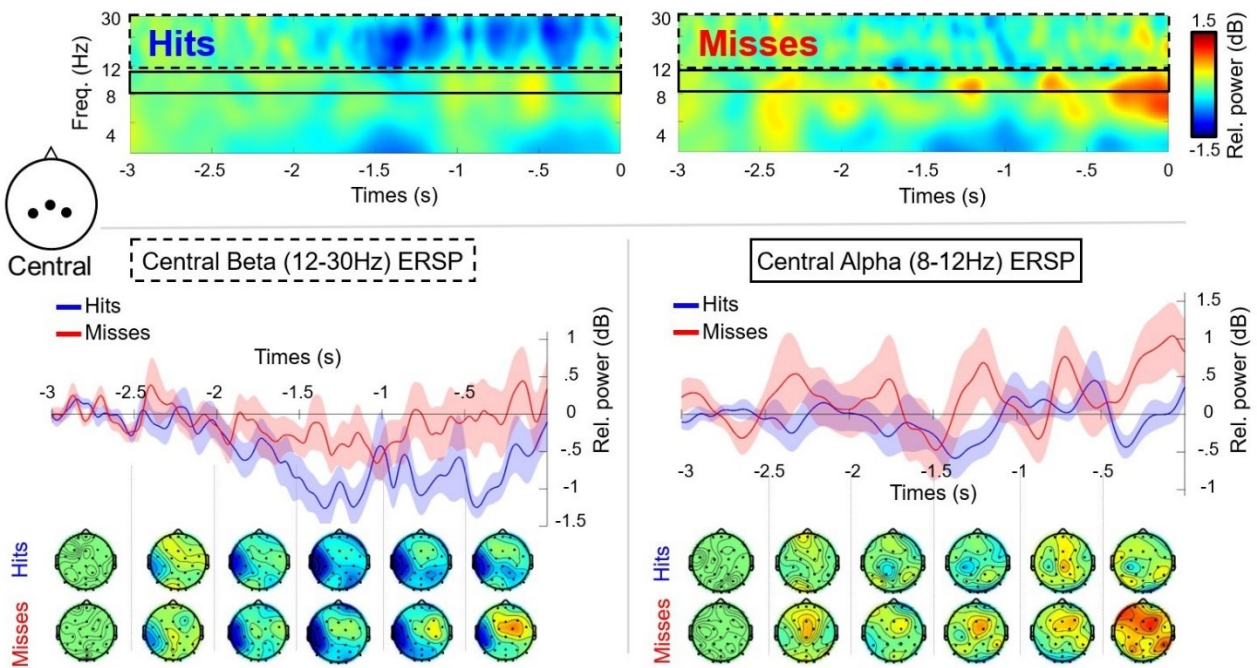 30
12
8
4
Freq. (Hz)
Hits
-3 -2.5 -2 -1.5 -1 -.5 0
Times (s)
Misses
-3 -2.5 -2 -1.5 -1 -.5 0
Times (s)
30
12
8
4
1.5
-1.5
Rel. power (dB)
Central
Central Beta (12-30Hz) ERSP
Hits
Misses
Times (s)
-3 -2.5 -2 -1.5 -1 -.5
1
.5
0
-.5
-1
-1.5
Rel. power (dB)
Hits
Misses
Central Alpha (8-12Hz) ERSP
Hits
Misses
1.5
1
.5
0
-.5
-1
Rel. power (dB)
-3 -2.5 -2 -1.5 -1 -.5
Times (s)
Hits
Misses